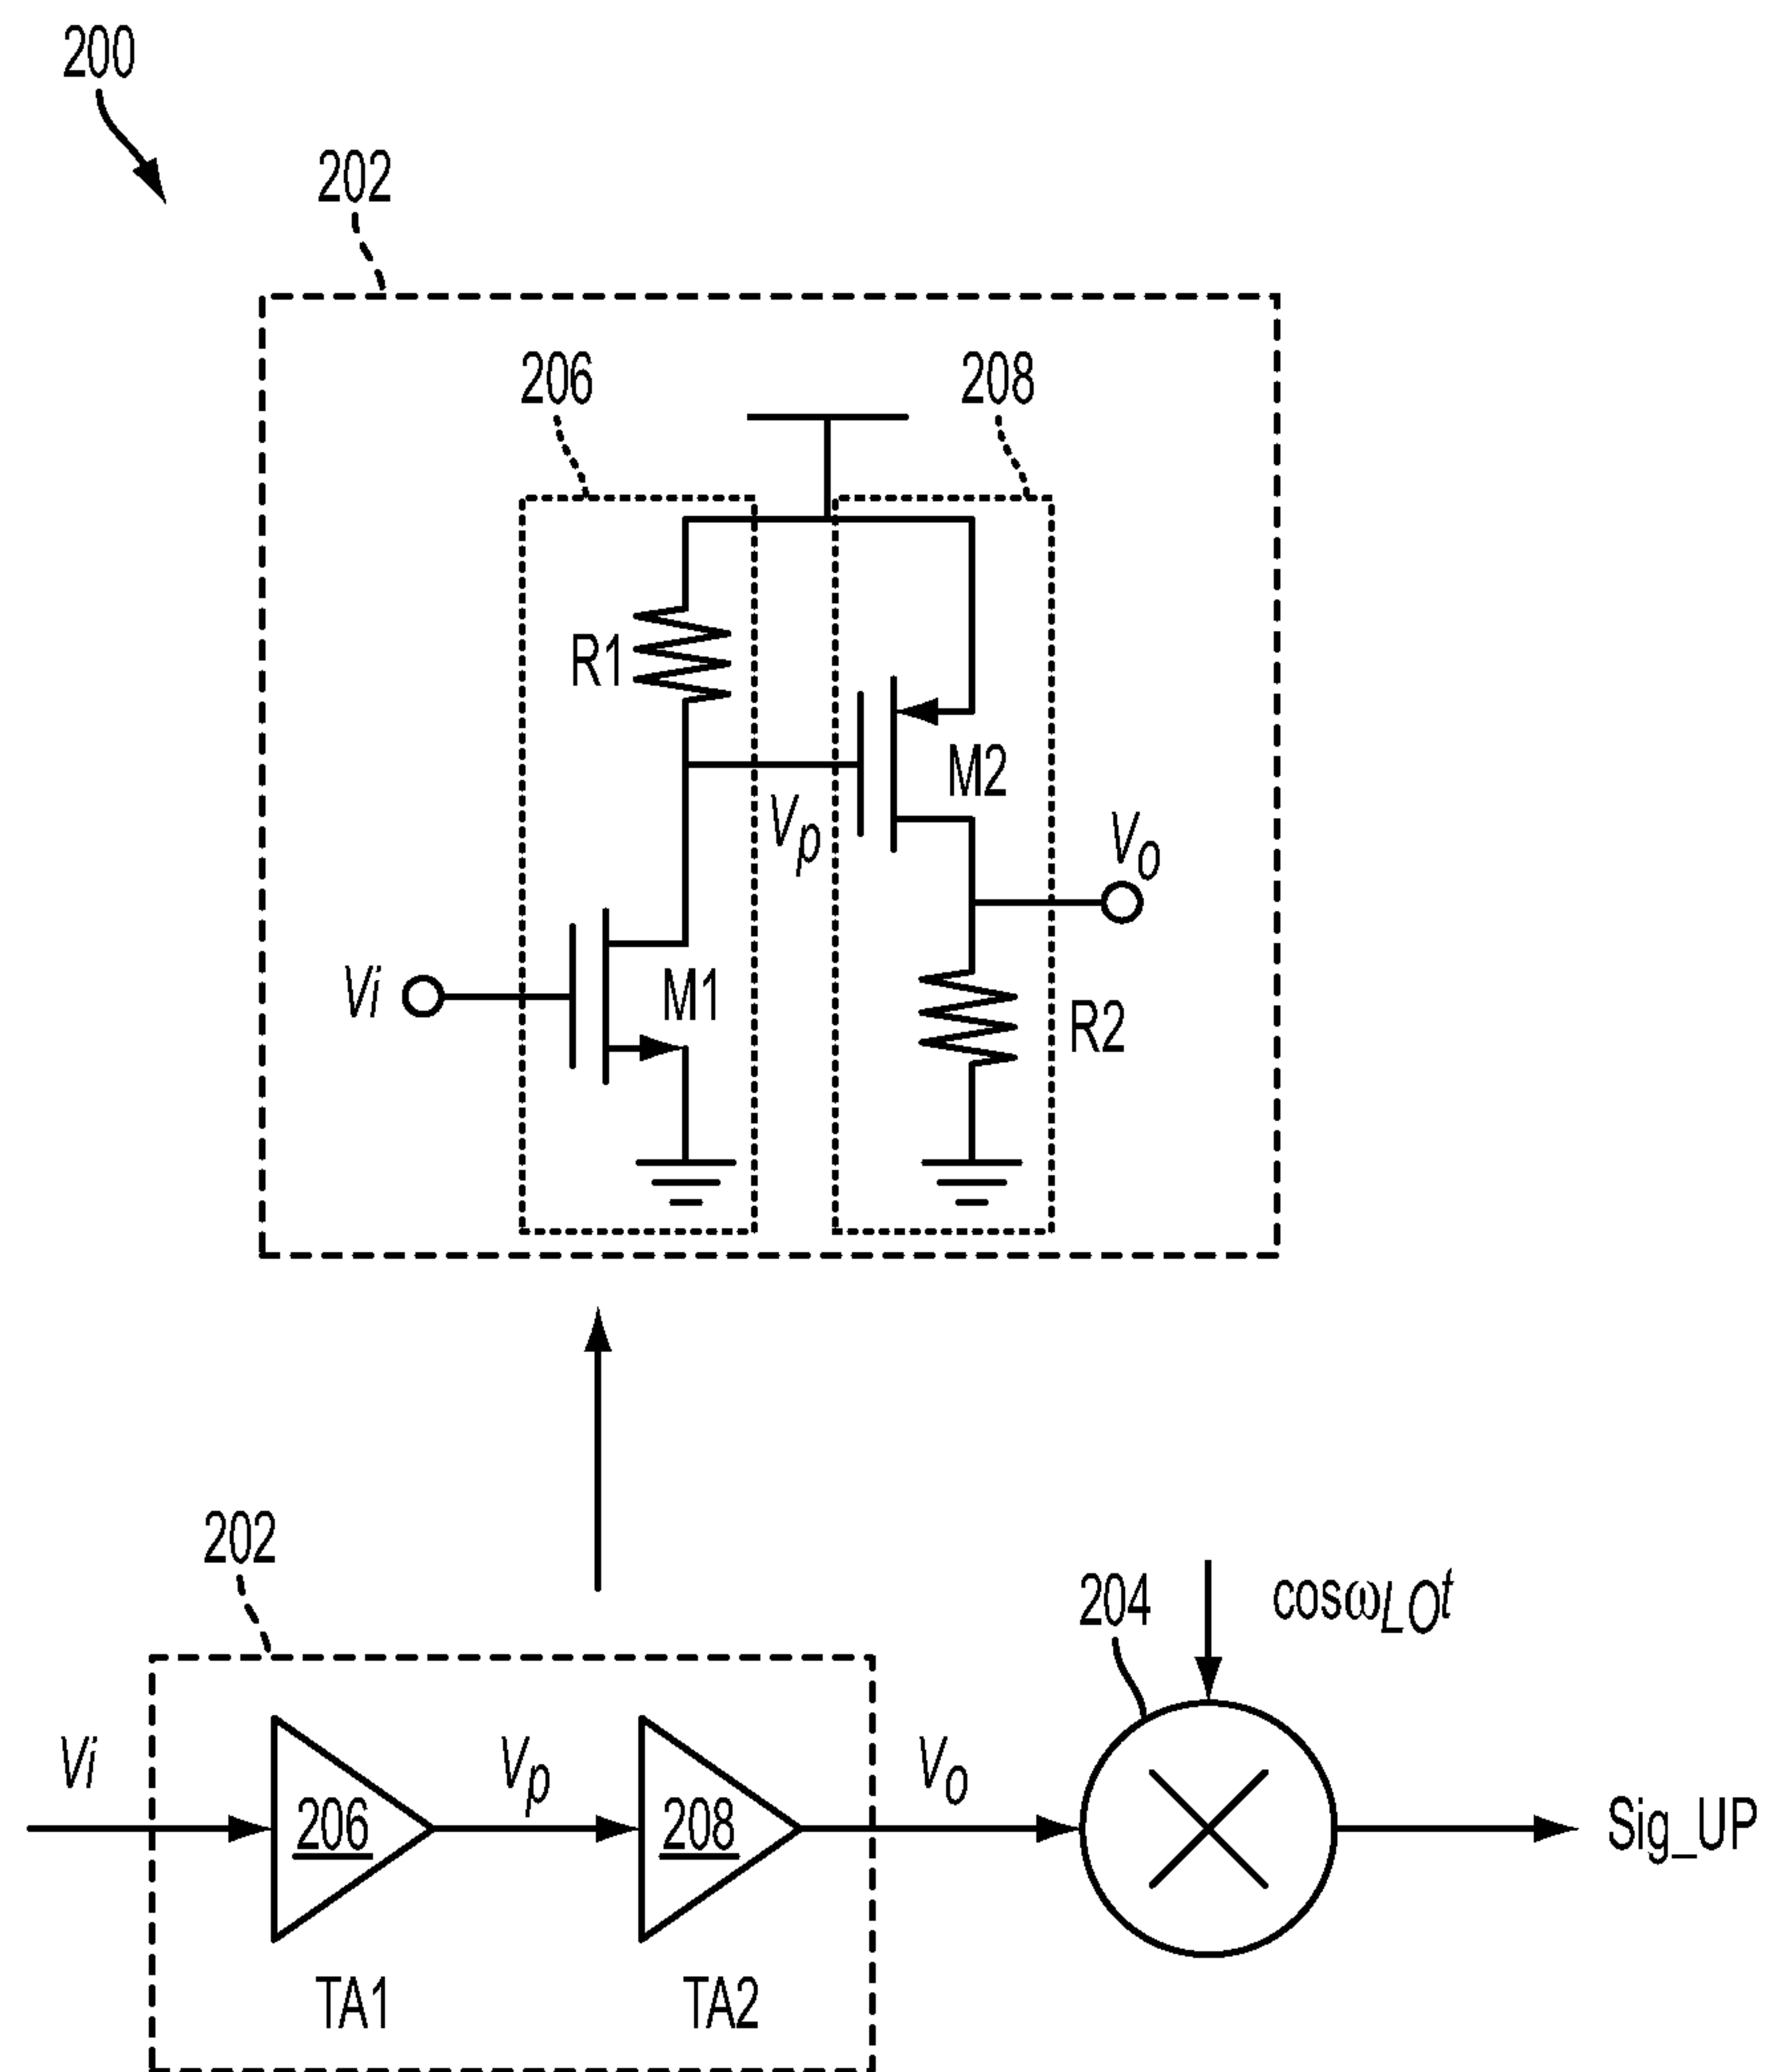 200
202
206
208
R1
M2
Vp
Vo
Vi
M1
R2
202
204
cosωLOt
Vi
206
Vp
208
Vo
Sig_UP
TA1
TA2